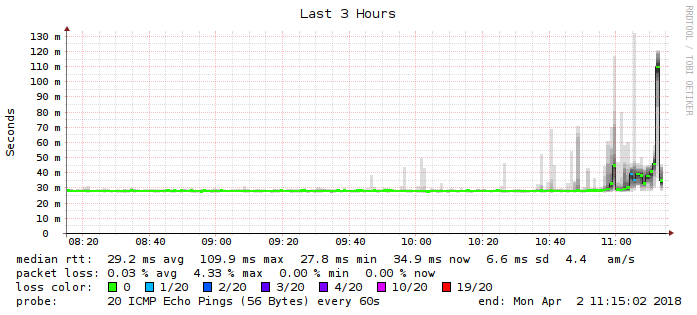 Last 3 Hours
RRDTOOL / TOBI OETIKER
Seconds
130 m
120 m
110 m
100 m
90 m
80 m
70 m
60 m
50 m
40 m
30 m
20 m
10 m
0
08:20 08:40 09:00 09:20 09:40 10:00 10:20 10:40 11:00
median rtt: 29.2 ms avg 109.9 ms max 27.8 ms min 34.9 ms now 6.6 ms sd 4.4 am/s
packet loss: 0.03 % avg 4.33 % max 0.00 % min 0.00 % now
loss color: 0 1/20 2/20 3/20 4/20 10/20 19/20
probe: 20 ICMP Echo Pings (56 Bytes) every 60s end: Mon Apr 2 11:15:02 2018